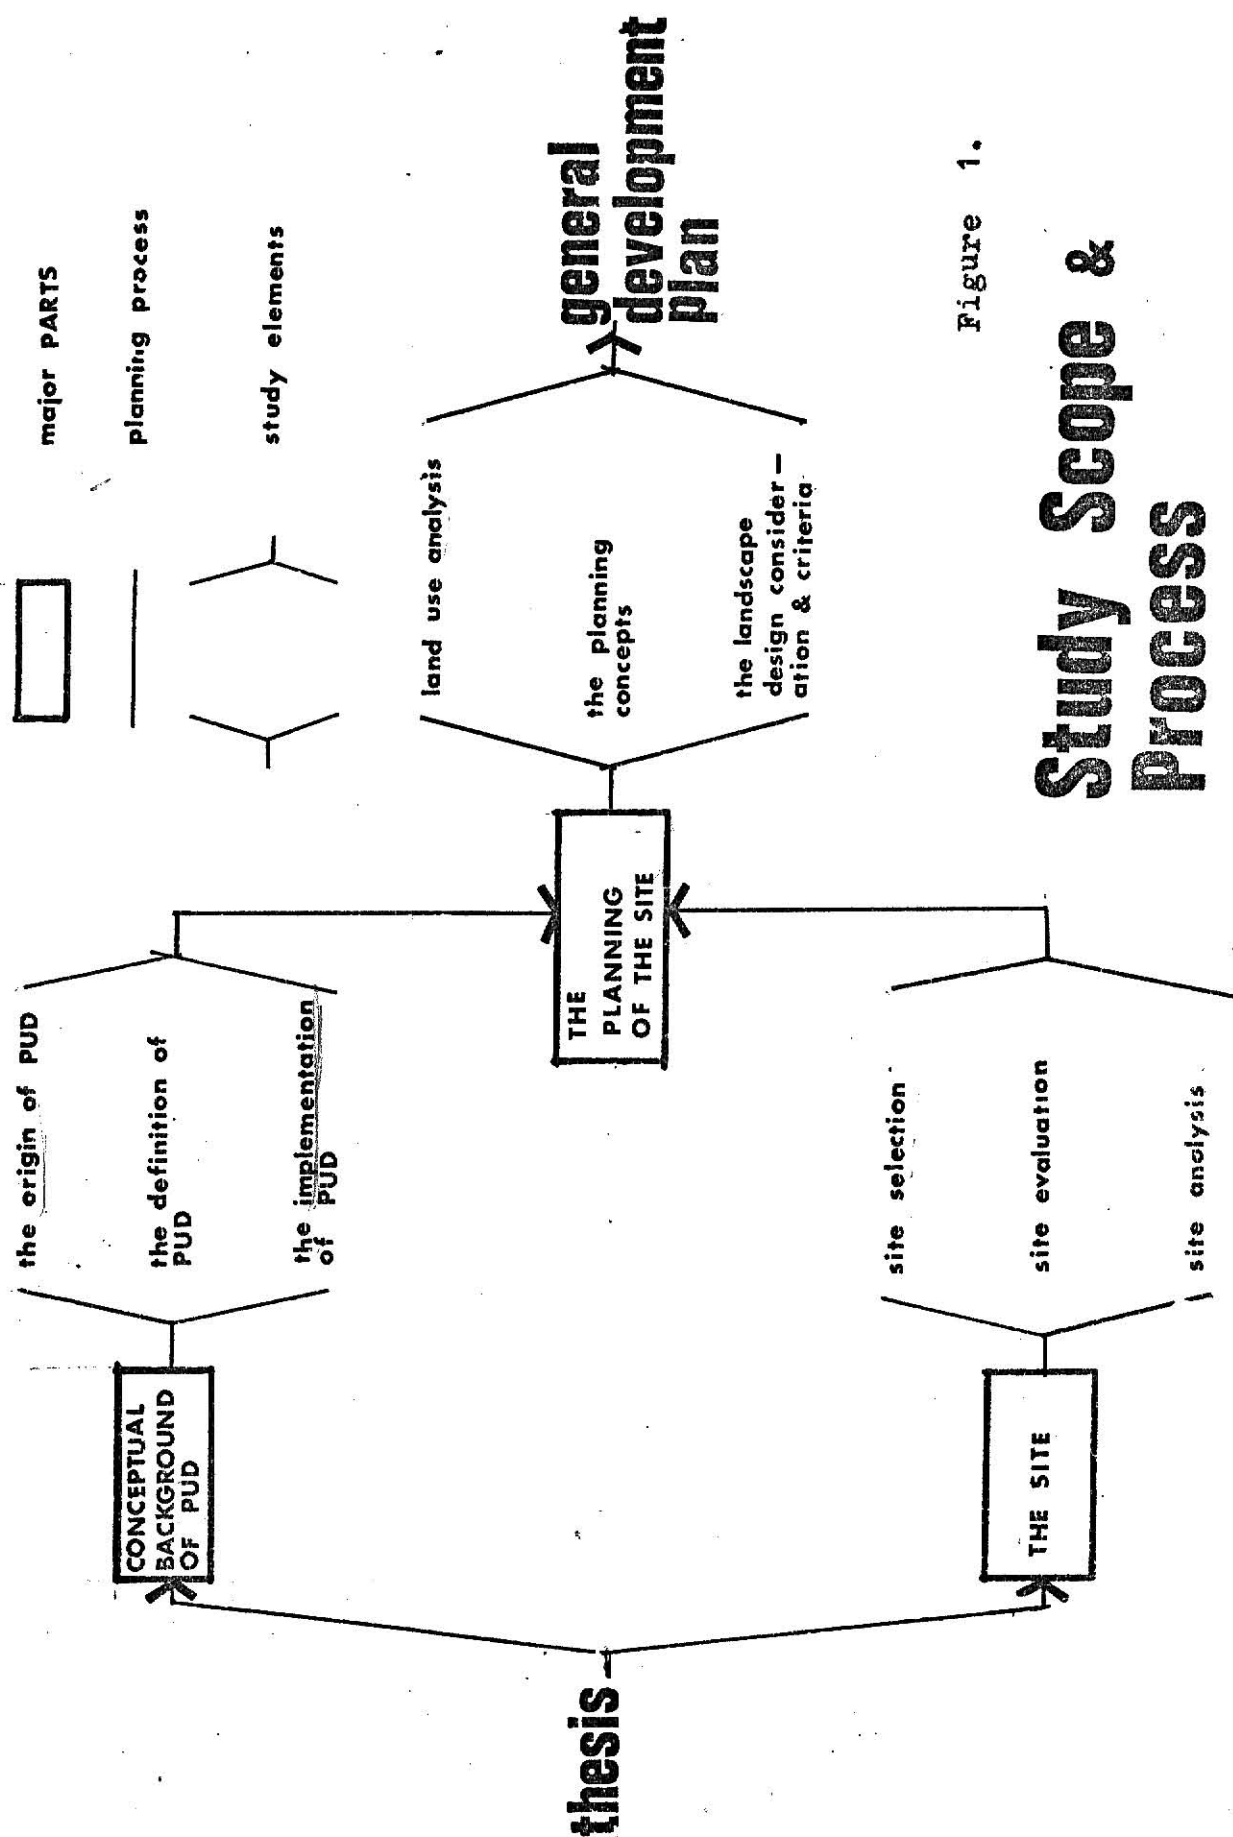 thesis
CONCEPTUAL
BACKGROUND
OF PUD
the origin of PUD
the definition of
PUD
the implementation
of PUD
THE SITE
site selection
site evaluation
site analysis
THE
PLANNING
OF THE SITE
land use analysis
the planning
concepts
the landscape
design consider—
ation & criteria
general
development
plan
major PARTS
planning process
study elements
Figure 1.
Study Scope &
Process